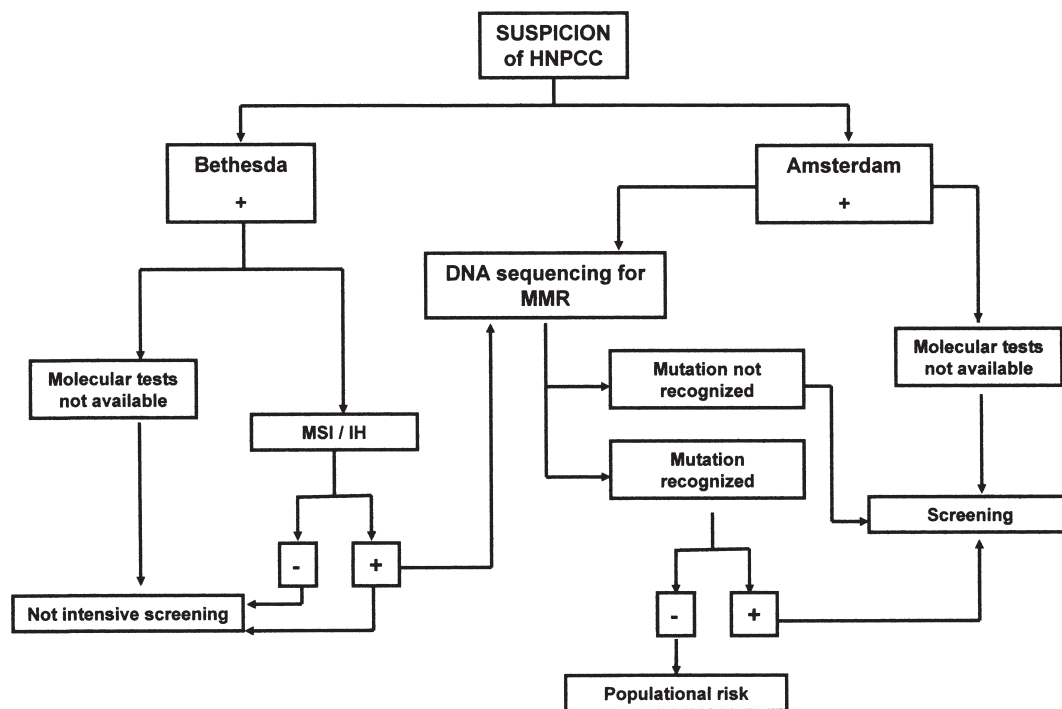 SUSPICION
of HNPCC
Bethesda
+
Amsterdam
+
DNA sequencing for
MMR
Molecular tests
not available
Mutation not
recognized
Molecular tests
not available
MSI / IH
Mutation
recognized
Screening
-
+
Not intensive screening
-
+
Populational risk